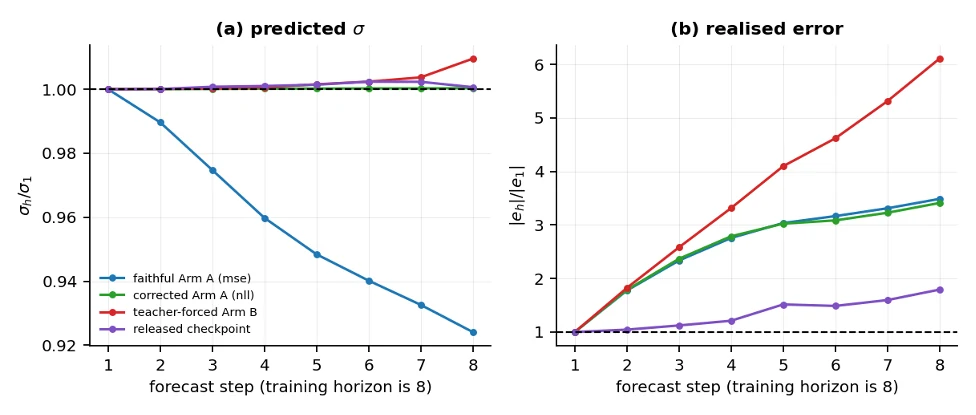 (a) predicted σ
σh/σ1
1.00
0.98
0.96
0.94
0.92
faithful Arm A (mse)
corrected Arm A (nll)
teacher-forced Arm B
released checkpoint
1 2 3 4 5 6 7 8
forecast step (training horizon is 8)
(b) realised error
|eh|/|e1|
6
5
4
3
2
1
1 2 3 4 5 6 7 8
forecast step (training horizon is 8)